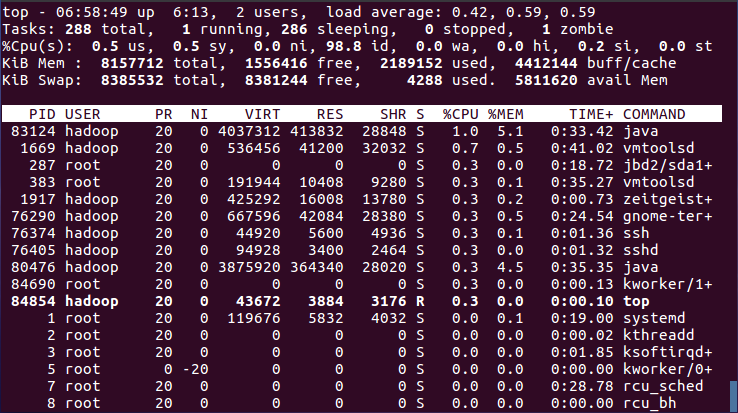 top - 06:58:49 up  6:13,  2 users,  load average: 0.42, 0.59, 0.59
Tasks: 288 total,   1 running, 286 sleeping,   0 stopped,   1 zombie
%Cpu(s):  0.5 us,  0.5 sy,  0.0 ni, 98.8 id,  0.0 wa,  0.0 hi,  0.2 si,  0.0 st
KiB Mem :  8157712 total,  1556416 free,  2189152 used,  4412144 buff/cache
KiB Swap:  8385532 total,  8381244 free,     4288 used.  5811620 avail Mem
PID USER      PR  NI    VIRT    RES    SHR S  %CPU %MEM     TIME+ COMMAND
83124 hadoop    20   0 4037312 413832  28848 S   1.0  5.1   0:33.42 java
1669 hadoop    20   0  536456  41200  32032 S   0.7  0.5   0:41.02 vmtoolsd
287 root      20   0       0      0      0 S   0.3  0.0   0:18.72 jbd2/sda1+
383 root      20   0  191944  10408   9280 S   0.3  0.1   0:35.27 vmtoolsd
1917 hadoop    20   0  425292  16008  13780 S   0.3  0.2   0:00.73 zeitgeist+
76290 hadoop    20   0  667596  42084  28380 S   0.3  0.5   0:24.54 gnome-ter+
76374 hadoop    20   0   44920   5600   4936 S   0.3  0.1   0:01.36 ssh
76405 hadoop    20   0   94928   3400   2464 S   0.3  0.0   0:01.32 sshd
80476 hadoop    20   0 3875920 364340  28020 S   0.3  4.5   0:35.35 java
84690 root      20   0       0      0      0 S   0.3  0.0   0:00.13 kworker/1+
84854 hadoop    20   0   43672   3884   3176 R   0.3  0.0   0:00.10 top
1 root      20   0  119676   5832   4032 S   0.0  0.1   0:19.00 systemd
2 root      20   0       0      0      0 S   0.0  0.0   0:00.02 kthreadd
3 root      20   0       0      0      0 S   0.0  0.0   0:01.85 ksoftirqd+
5 root       0 -20       0      0      0 S   0.0  0.0   0:00.00 kworker/0+
7 root      20   0       0      0      0 S   0.0  0.0   0:28.78 rcu_sched
8 root      20   0       0      0      0 S   0.0  0.0   0:00.00 rcu_bh